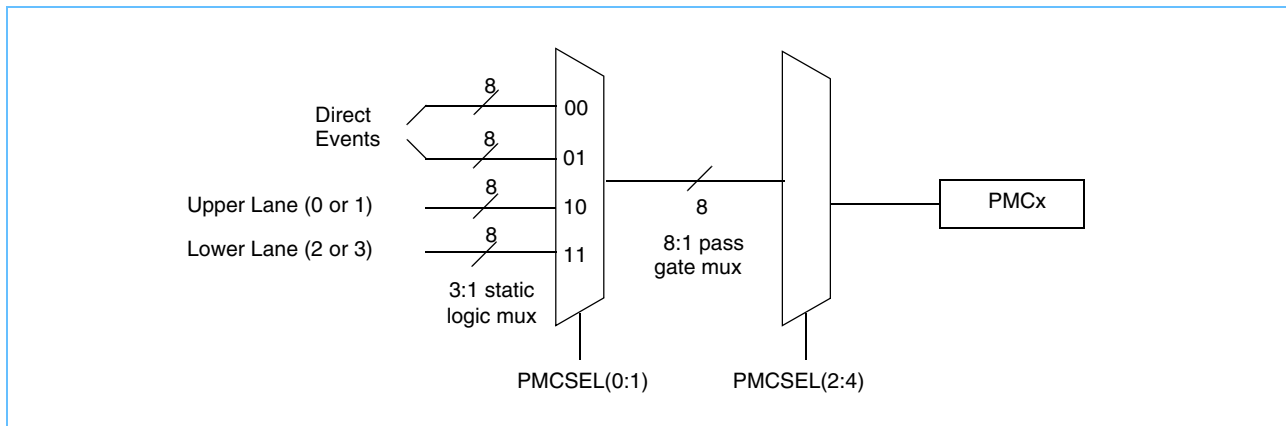 8
00
Direct
Events
8
01
8
Upper Lane (0 or 1)
10
8
Lower Lane (2 or 3)
11
3:1 static
logic mux
8
8:1 pass
gate mux
PMCx
PMCSEL(0:1)
PMCSEL(2:4)